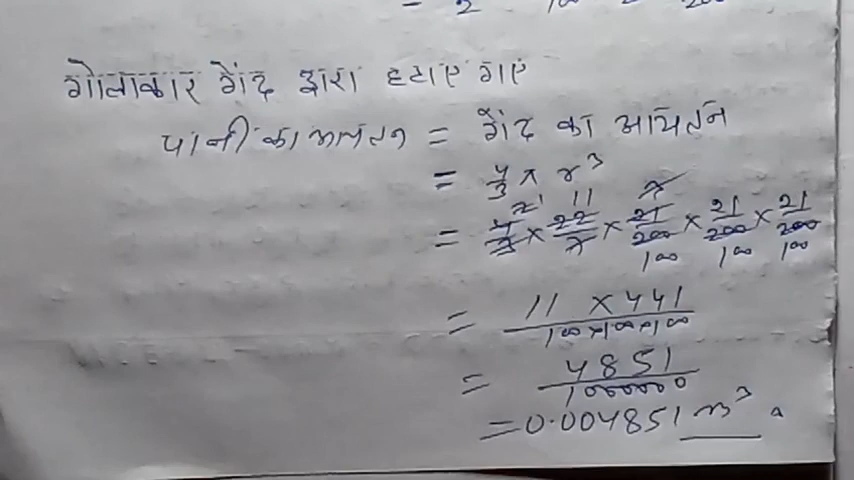 गोलाकार गेंद द्वारा हटाए गए
पानी का आयतन = गेंद का आयतन
= 4/3 π r³
= 4/3 × 22/7 × 21/200 × 21/200 × 21/200
= 11 × 441 / 100×100×100
= 4851 / 1000000
= 0.004851 m³